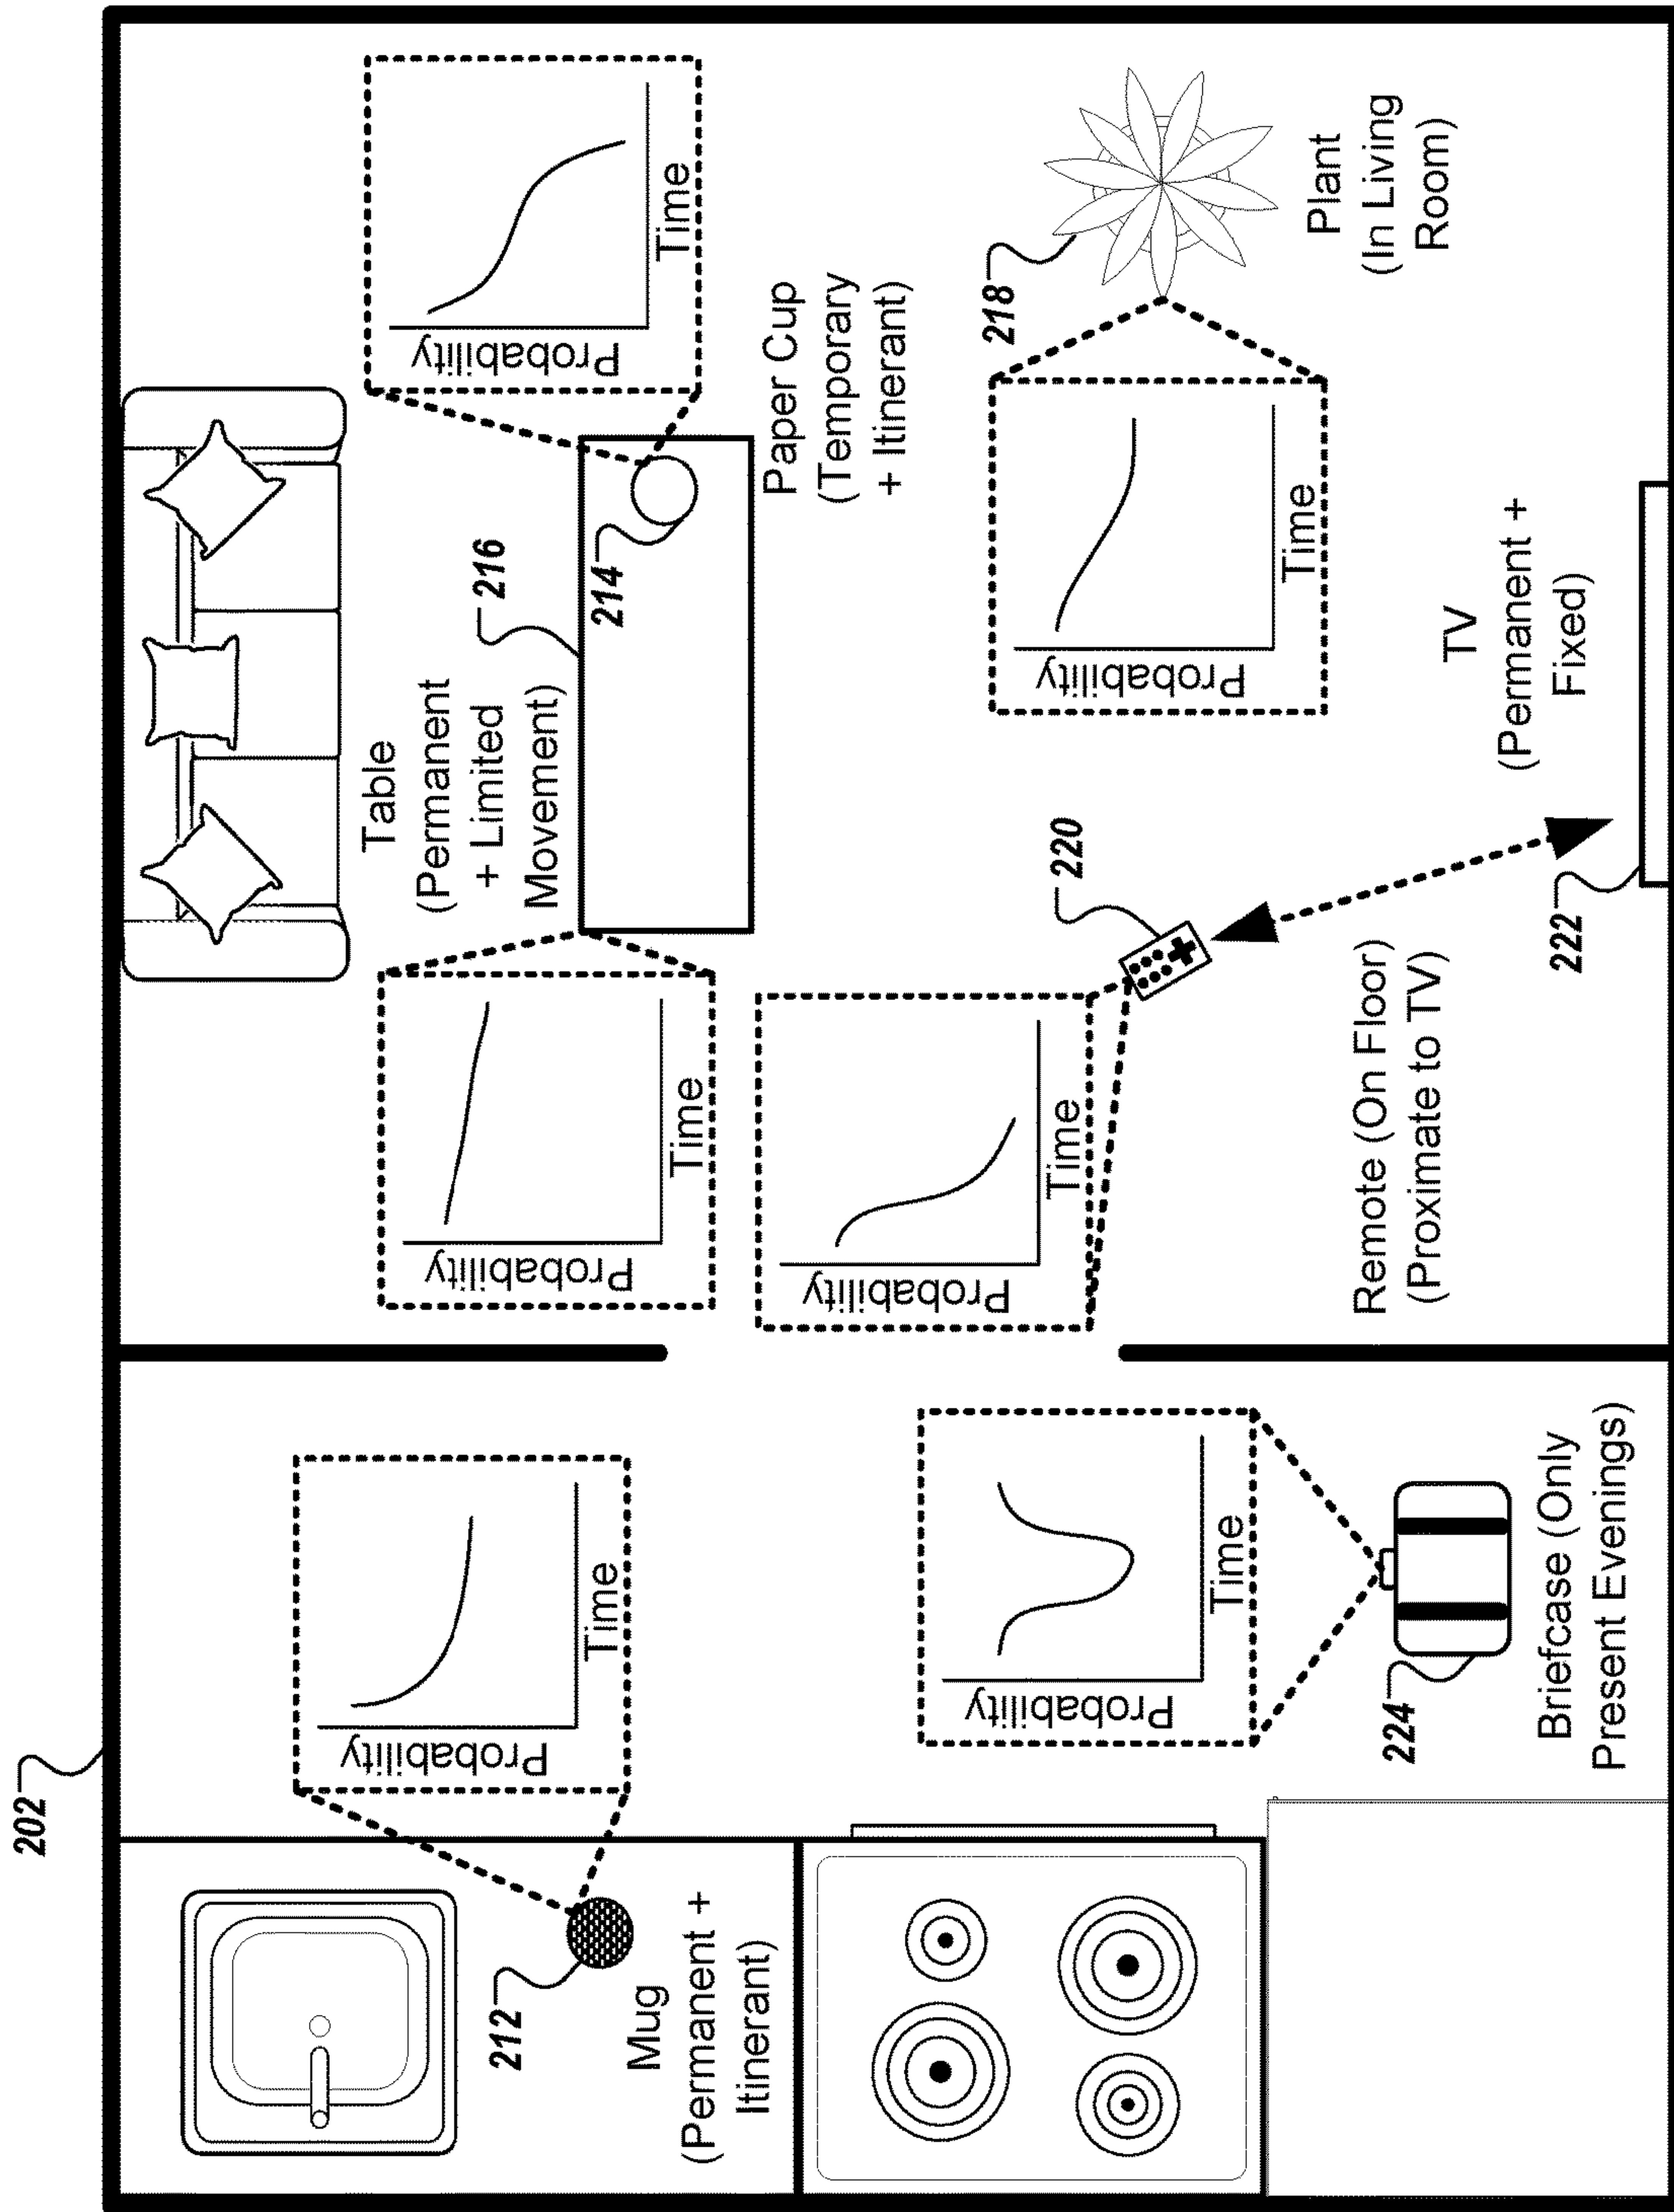 202
Probability
Time
212
Mug
(Permanent +
Itinerant)
Probability
Time
224
Briefcase (Only
Present Evenings)
Probability
Time
Table
(Permanent
+ Limited
Movement)
216
Probability
Time
214
Paper Cup
(Temporary
+ Itinerant)
Probability
Time
220
Remote (On Floor)
(Proximate to TV)
Probability
Time
218
Plant
(In Living
Room)
TV
(Permanent +
Fixed)
222